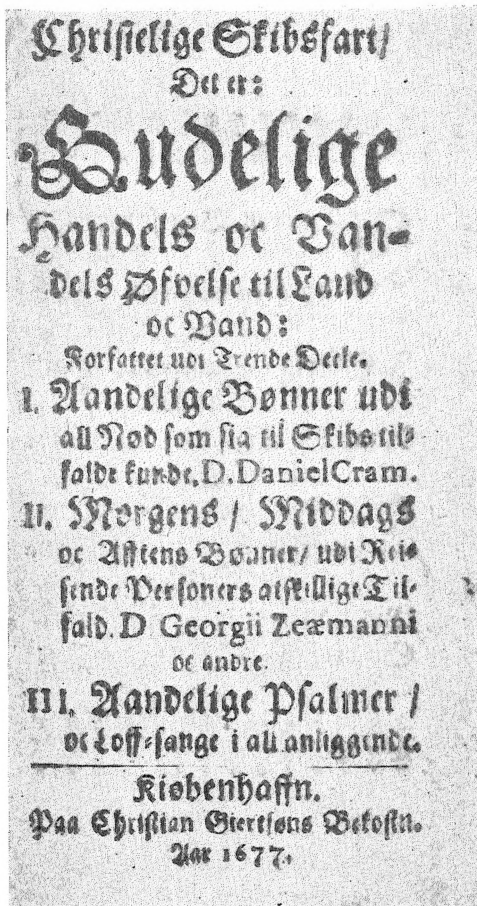 Christelige Skibsfart/
Det er:
Gudelige
Handels oc Van-
dels Øfvelse til Land
oc Vand:
Forfattet udi Trende Deele.
I. Aandelige Bønner udi
all Nød som sig til Skibs til-
falde kunde. D. Daniel Cram.
II. Morgens / Middags
oc Afftens Bønner/ udi Rei-
sende Personers atskillige Til-
fald. D Georgii Zeæmanni
oc andre.
III. Aandelige Psalmer /
oc Loff-sange i all anliggende.
Kiøbenhaffn.
Paa Christian Giertsøns Bekostn.
Aar 1677.